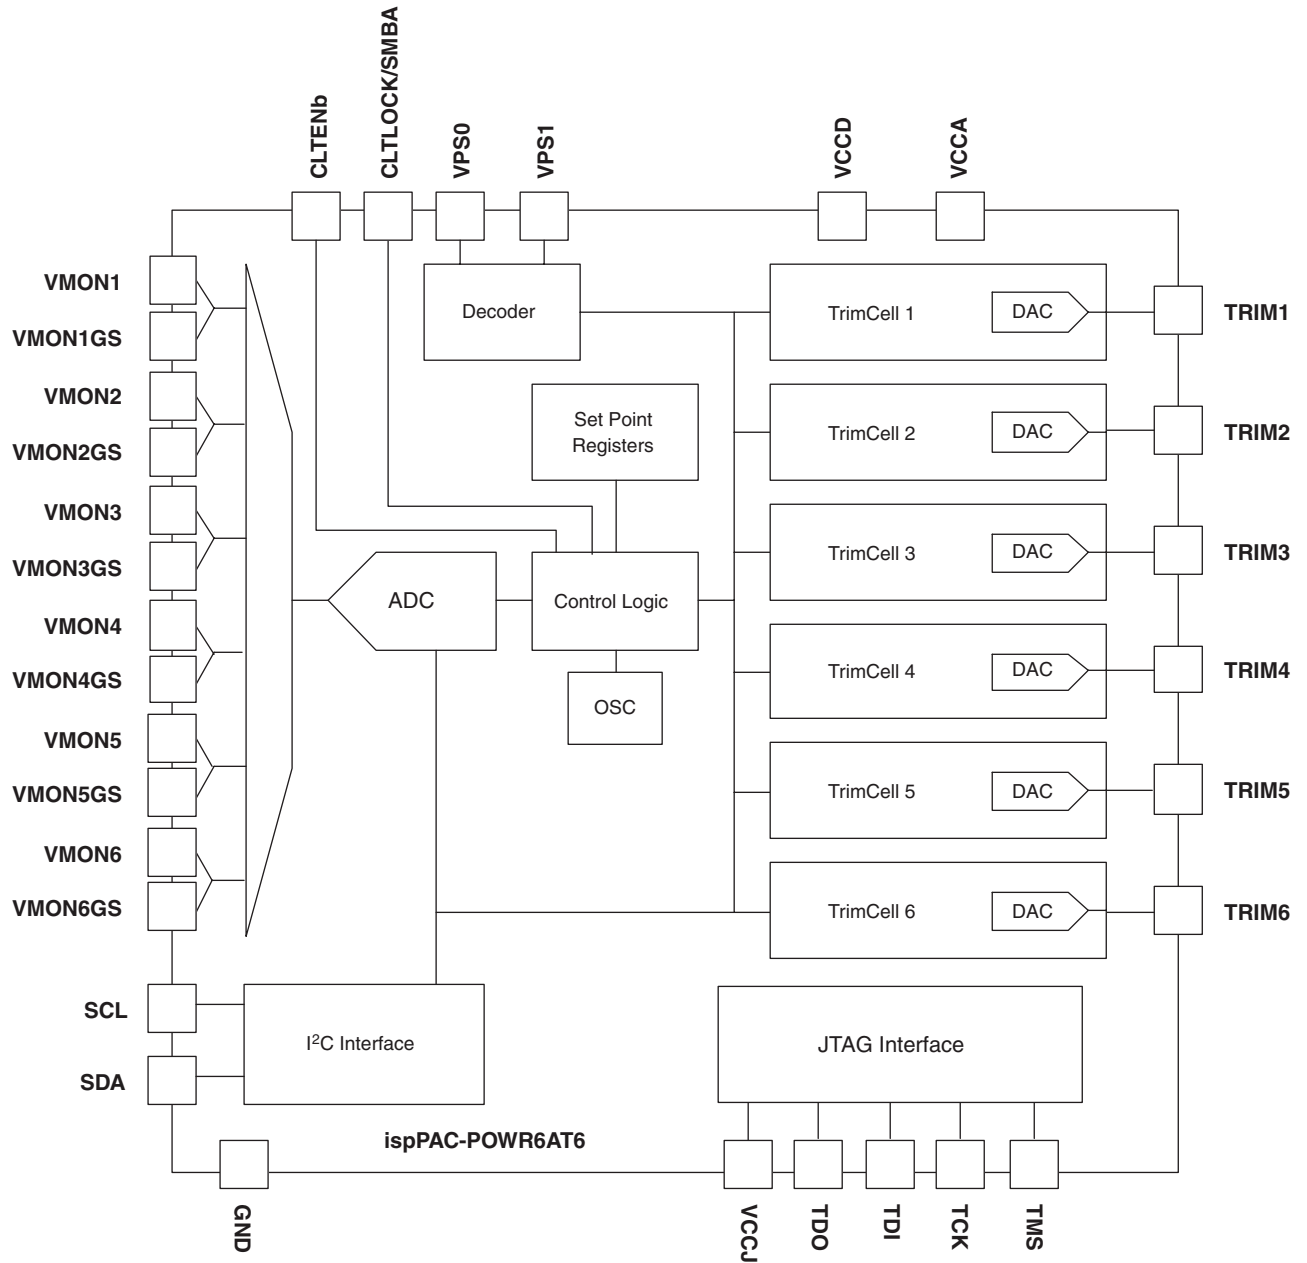 CLTENb
CLTLOCK/SMBA
VPS0
VPS1
VCCD
VCCA
VMON1
VMON1GS
VMON2
VMON2GS
VMON3
VMON3GS
VMON4
VMON4GS
VMON5
VMON5GS
VMON6
VMON6GS
SCL
SDA
Decoder
Set Point
Registers
ADC
Control Logic
OSC
I²C Interface
TrimCell 1
DAC
TRIM1
TrimCell 2
DAC
TRIM2
TrimCell 3
DAC
TRIM3
TrimCell 4
DAC
TRIM4
TrimCell 5
DAC
TRIM5
TrimCell 6
DAC
TRIM6
JTAG Interface
ispPAC-POWR6AT6
GND
VCCJ
TDO
TDI
TCK
TMS